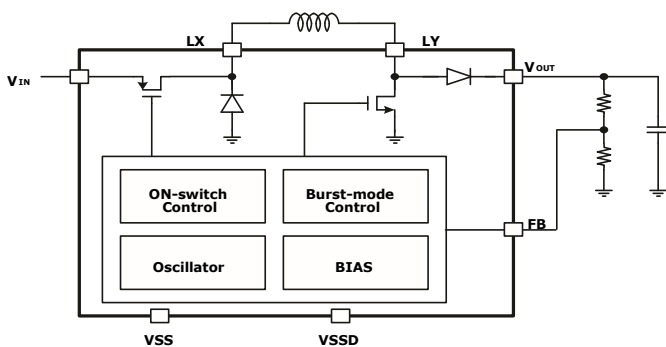 LX
LY
VIN
VOUT
ON-switch
Control
Burst-mode
Control
FB
Oscillator
BIAS
VSS
VSSD